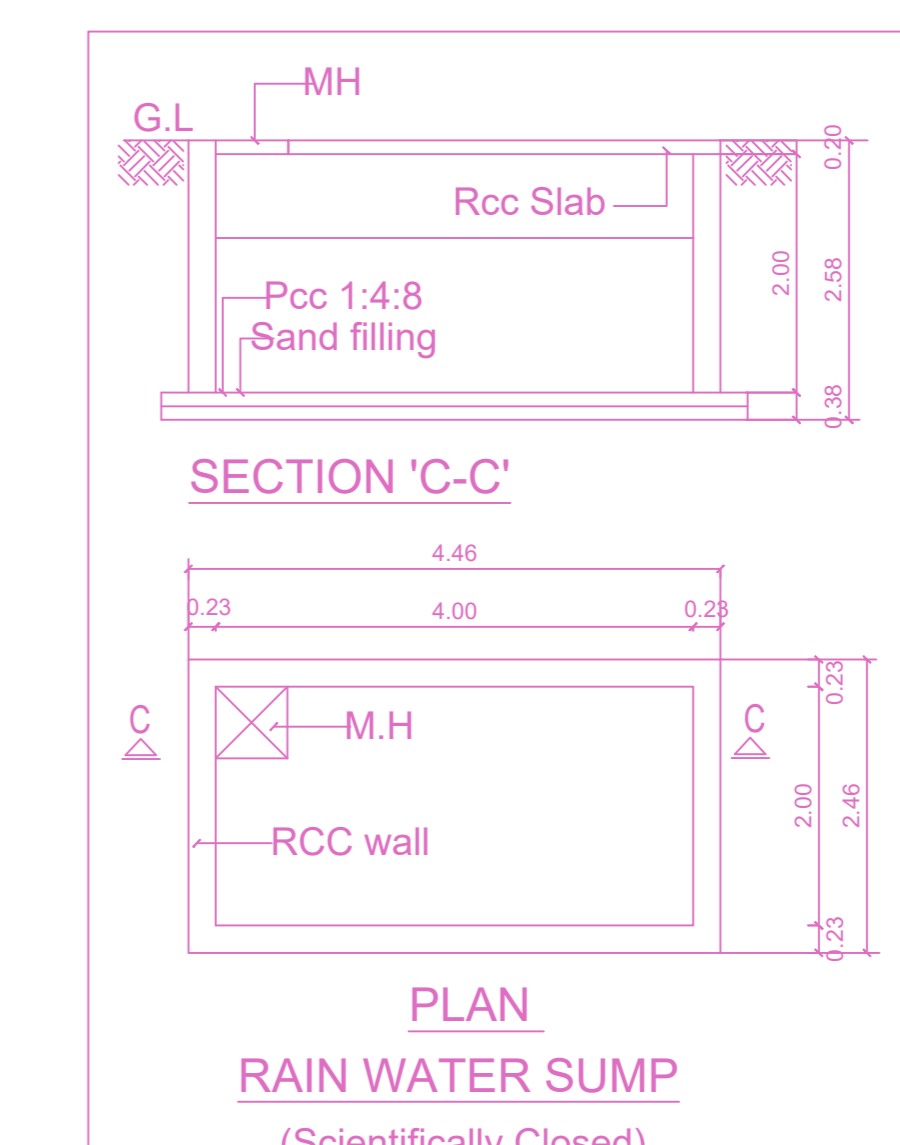 MH
G.L
0.20
Rcc Slab
2.00
2.58
Pcc 1:4:8
Sand filling
0.38
SECTION 'C-C'
4.46
0.23
4.00
0.23
0.23
C
M.H
C
2.00
2.46
RCC wall
0.23
PLAN
RAIN WATER SUMP
(Scientifically Closed)